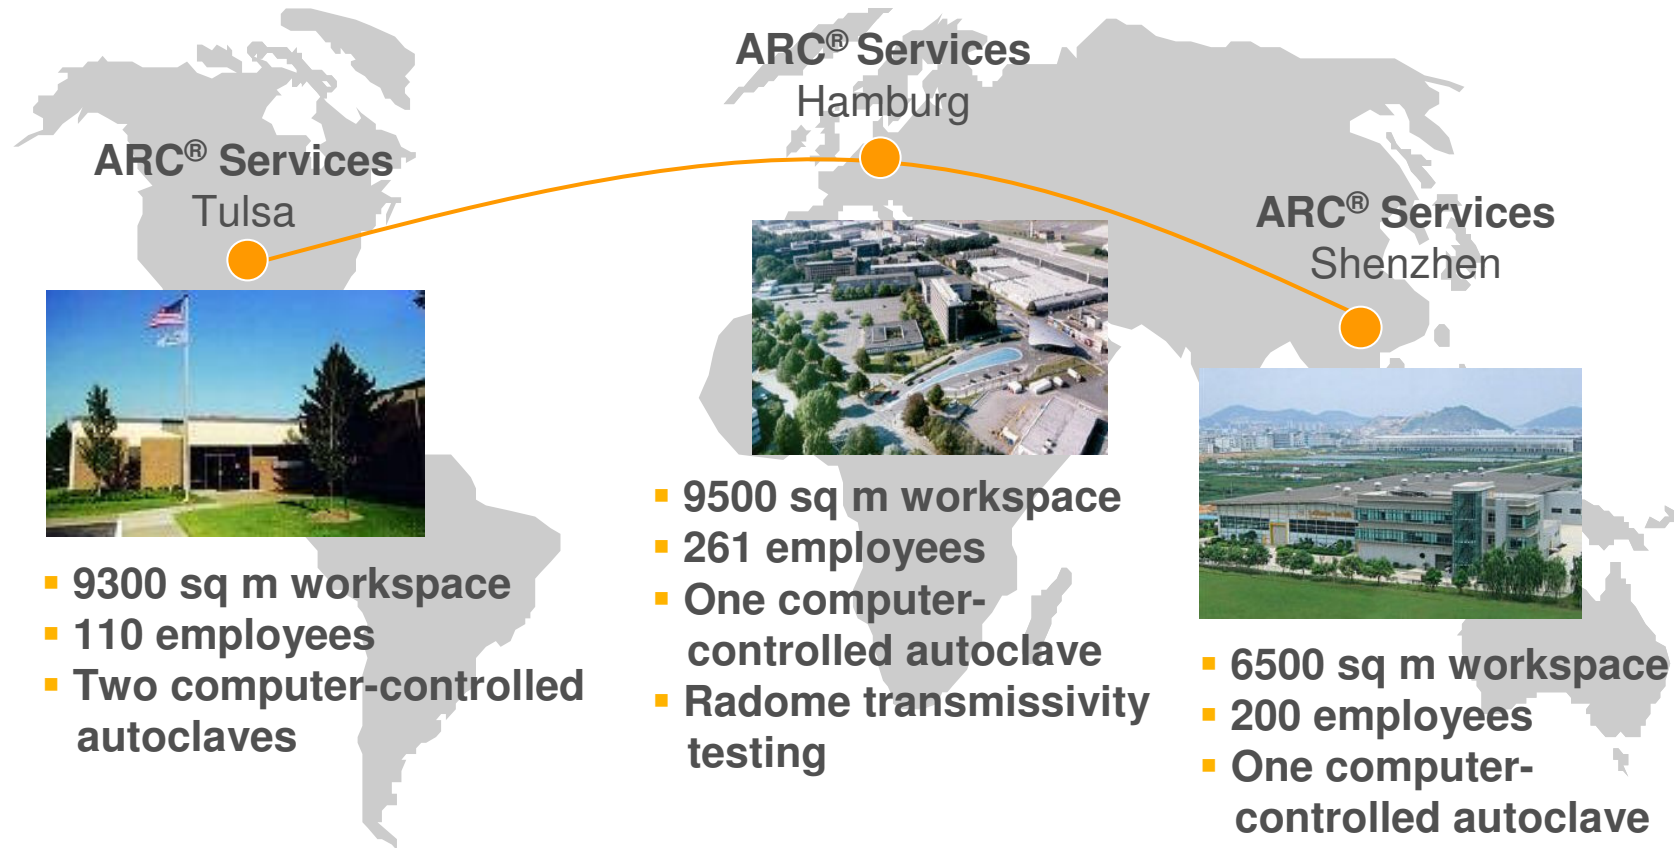 ARC® Services
Tulsa
▪ 9300 sq m workspace
▪ 110 employees
▪ Two computer-controlled
autoclaves
ARC® Services
Hamburg
▪ 9500 sq m workspace
▪ 261 employees
▪ One computer-
controlled autoclave
▪ Radome transmissivity
testing
ARC® Services
Shenzhen
▪ 6500 sq m workspace
▪ 200 employees
▪ One computer-
controlled autoclave